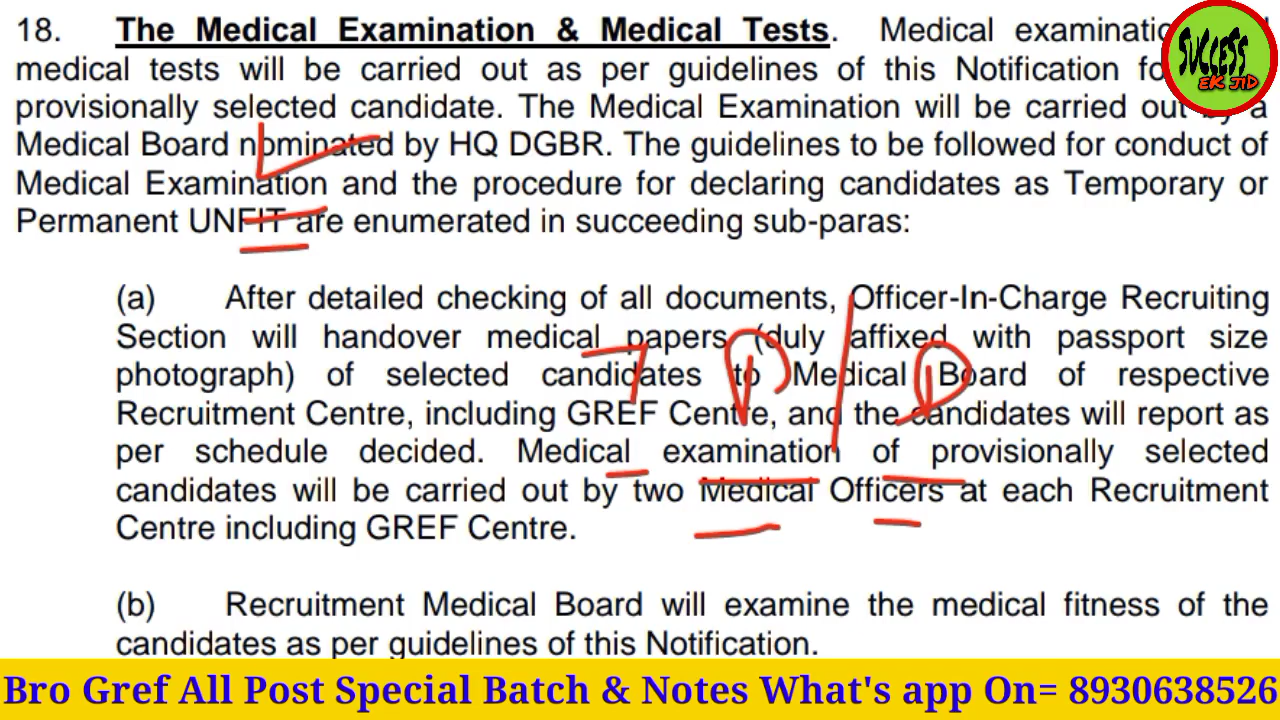 18. The Medical Examination & Medical Tests. Medical examination
medical tests will be carried out as per guidelines of this Notification
provisionally selected candidate. The Medical Examination will be carried out by a
Medical Board nominated by HQ DGBR. The guidelines to be followed for conduct of
Medical Examination and the procedure for declaring candidates as Temporary or
Permanent UNFIT are enumerated in succeeding sub-paras:
(a) After detailed checking of all documents, Officer-In-Charge Recruiting
Section will handover medical papers (duly affixed with passport size
photograph) of selected candidates to Medical Board of respective
Recruitment Centre, including GREF Centre, and the candidates will report as
per schedule decided. Medical examination of provisionally selected
candidates will be carried out by two Medical Officers at each Recruitment
Centre including GREF Centre.
(b) Recruitment Medical Board will examine the medical fitness of the
candidates as per guidelines of this Notification.
SUCCESS
EK JID
Bro Gref All Post Special Batch & Notes What's app On= 8930638526